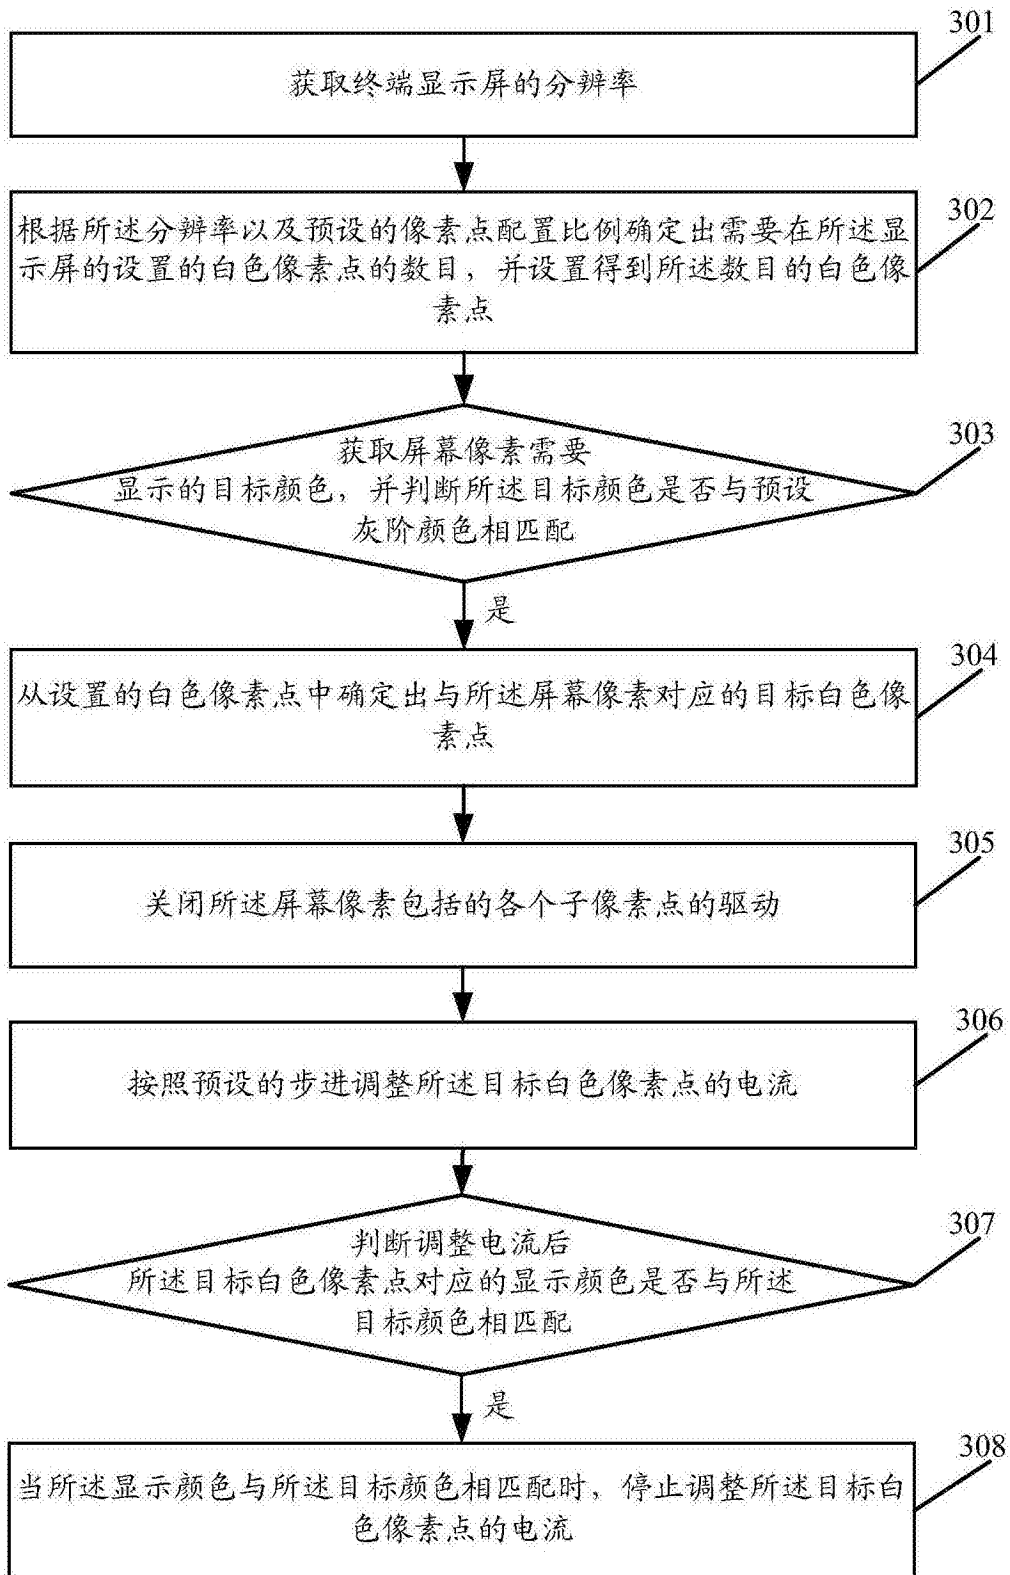 301
获取终端显示屏的分辨率
302
根据所述分辨率以及预设的像素点配置比例确定出需要在所述显
示屏的设置的白色像素点的数目，并设置得到所述数目的白色像
素点
303
获取屏幕像素需要
显示的目标颜色，并判断所述目标颜色是否与预设
灰阶颜色相匹配
是
304
从设置的白色像素点中确定出与所述屏幕像素对应的目标白色像
素点
305
关闭所述屏幕像素包括的各个子像素点的驱动
306
按照预设的步进调整所述目标白色像素点的电流
307
判断调整电流后
所述目标白色像素点对应的显示颜色是否与所述
目标颜色相匹配
是
308
当所述显示颜色与所述目标颜色相匹配时，停止调整所述目标白
色像素点的电流